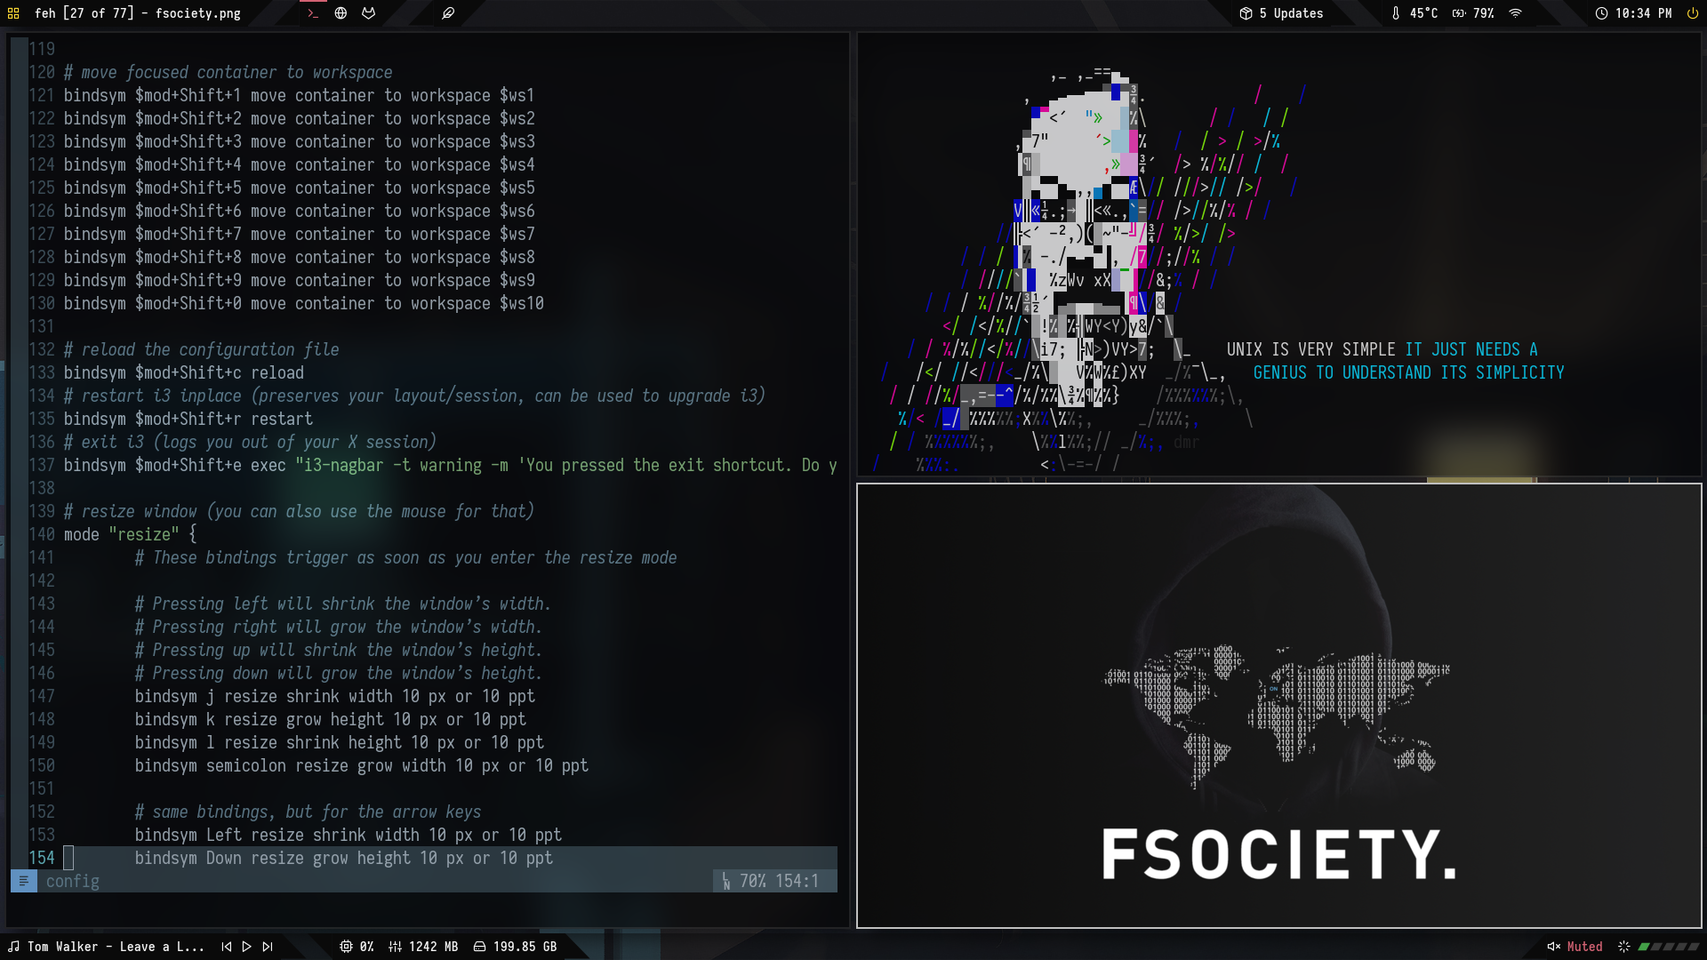 feh [27 of 77] - fsociety.png
5 Updates
45°C
79%
10:34 PM
119
120 # move focused container to workspace
121 bindsym $mod+Shift+1 move container to workspace $ws1
122 bindsym $mod+Shift+2 move container to workspace $ws2
123 bindsym $mod+Shift+3 move container to workspace $ws3
124 bindsym $mod+Shift+4 move container to workspace $ws4
125 bindsym $mod+Shift+5 move container to workspace $ws5
126 bindsym $mod+Shift+6 move container to workspace $ws6
127 bindsym $mod+Shift+7 move container to workspace $ws7
128 bindsym $mod+Shift+8 move container to workspace $ws8
129 bindsym $mod+Shift+9 move container to workspace $ws9
130 bindsym $mod+Shift+0 move container to workspace $ws10
131
132 # reload the configuration file
133 bindsym $mod+Shift+c reload
134 # restart i3 inplace (preserves your layout/session, can be used to upgrade i3)
135 bindsym $mod+Shift+r restart
136 # exit i3 (logs you out of your X session)
137 bindsym $mod+Shift+e exec "i3-nagbar -t warning -m 'You pressed the exit shortcut. Do y
138
139 # resize window (you can also use the mouse for that)
140 mode "resize" {
141 # These bindings trigger as soon as you enter the resize mode
142
143 # Pressing left will shrink the window's width.
144 # Pressing right will grow the window's width.
145 # Pressing up will shrink the window's height.
146 # Pressing down will grow the window's height.
147 bindsym j resize shrink width 10 px or 10 ppt
148 bindsym k resize grow height 10 px or 10 ppt
149 bindsym l resize shrink height 10 px or 10 ppt
150 bindsym semicolon resize grow width 10 px or 10 ppt
151
152 # same bindings, but for the arrow keys
153 bindsym Left resize shrink width 10 px or 10 ppt
154 bindsym Down resize grow height 10 px or 10 ppt
config
70% 154:1
UNIX IS VERY SIMPLE IT JUST NEEDS A
GENIUS TO UNDERSTAND ITS SIMPLICITY
dmr
FSOCIETY.
Tom Walker - Leave a L...
0%
1242 MB
199.85 GB
Muted